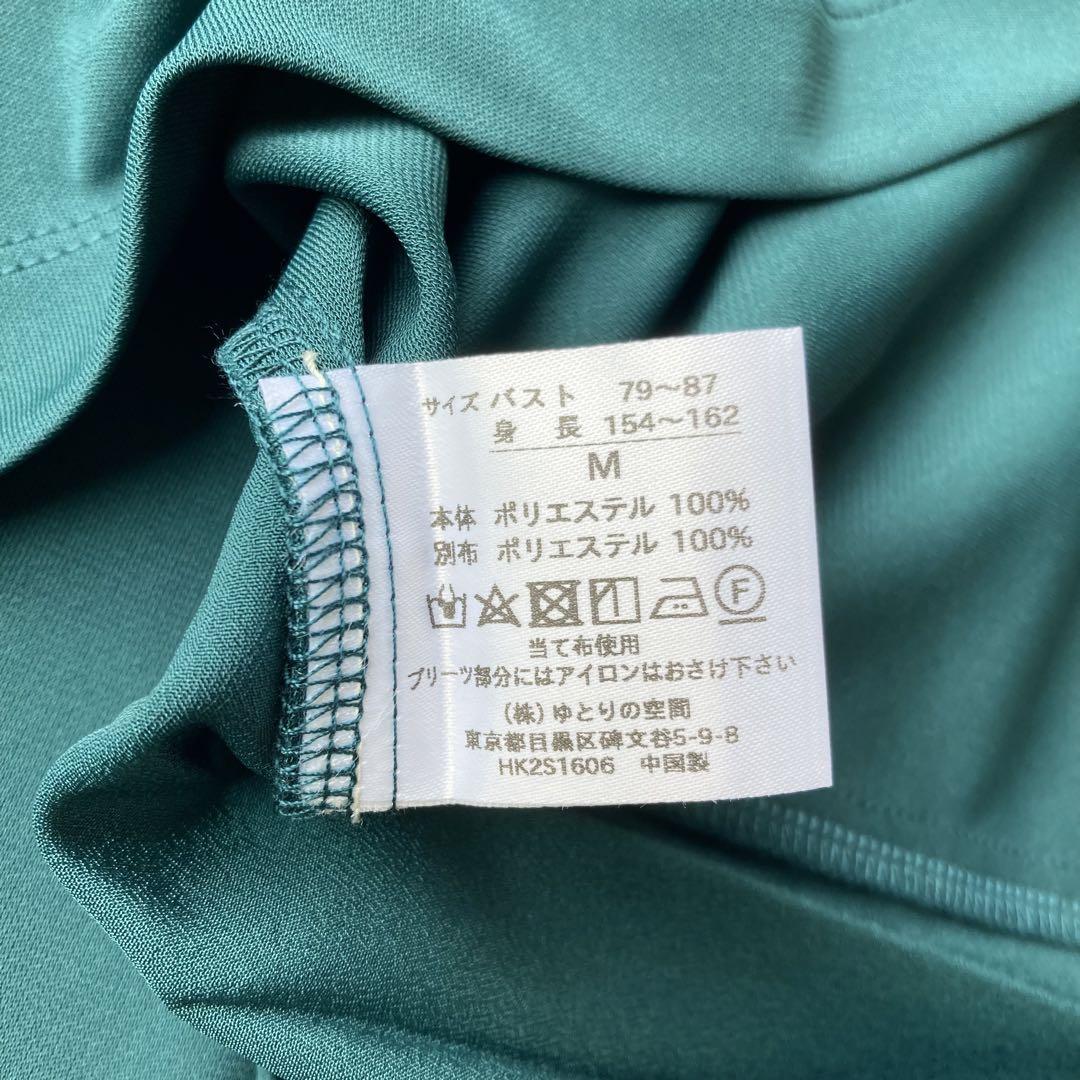 サイズ バスト 79～87
身 長 154～162
M
本体 ポリエステル 100%
別布 ポリエステル 100%
F
当て布使用
プリーツ部分にはアイロンはおさけ下さい
(株)ゆとりの空間
東京都目黒区碑文谷5-9-8
HK2S1606 中国製